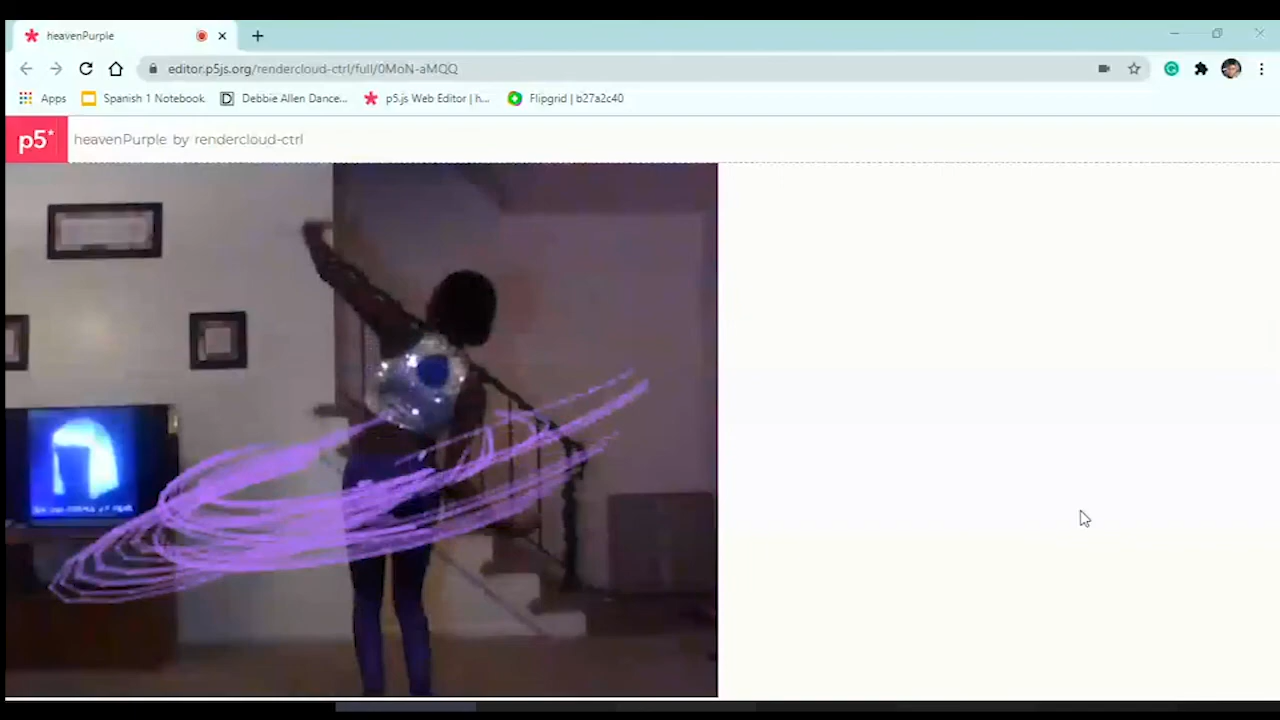 heavenPurple
editor.p5js.org/rendercloud-ctrl/full/0MoN-aMQQ
Apps Spanish 1 Notebook Debbie Allen Dance... p5.js Web Editor | h... Flipgrid | b27a2c40
p5* heavenPurple by rendercloud-ctrl